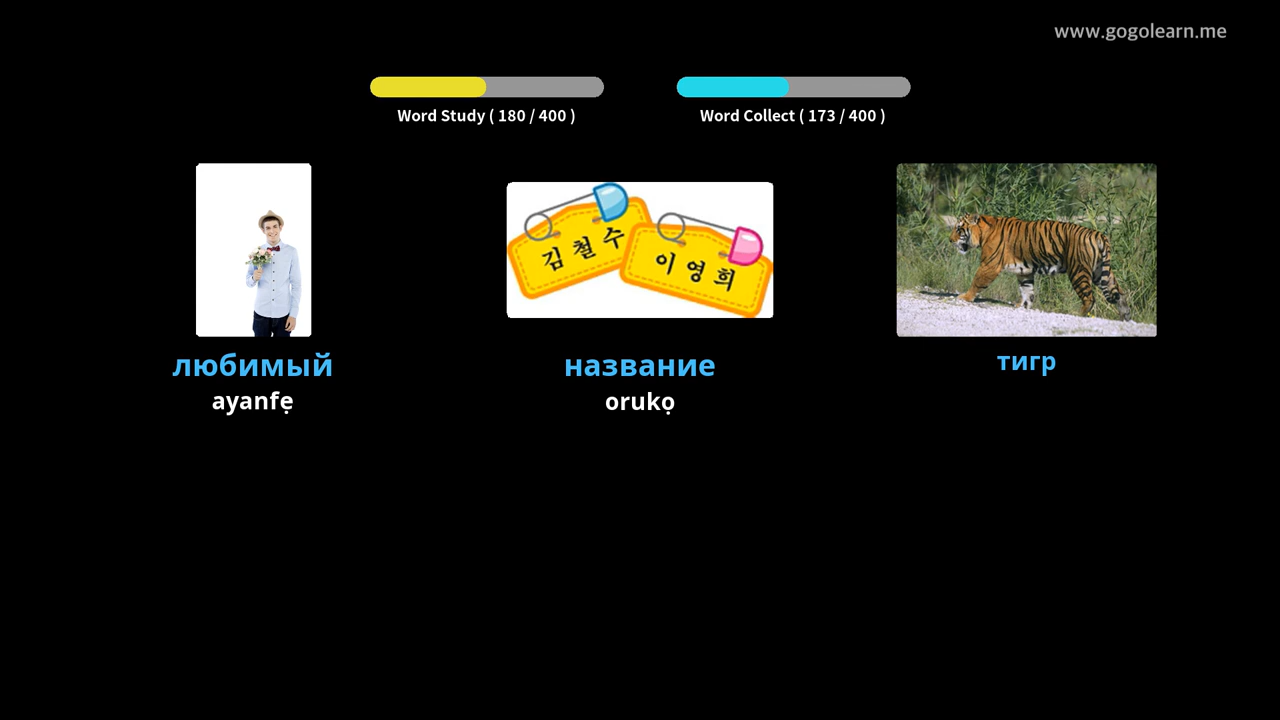 www.gogolearn.me
Word Study ( 180 / 400 )
Word Collect ( 173 / 400 )
김철수
이영희
любимый
ayanfẹ
название
orukọ
тигр